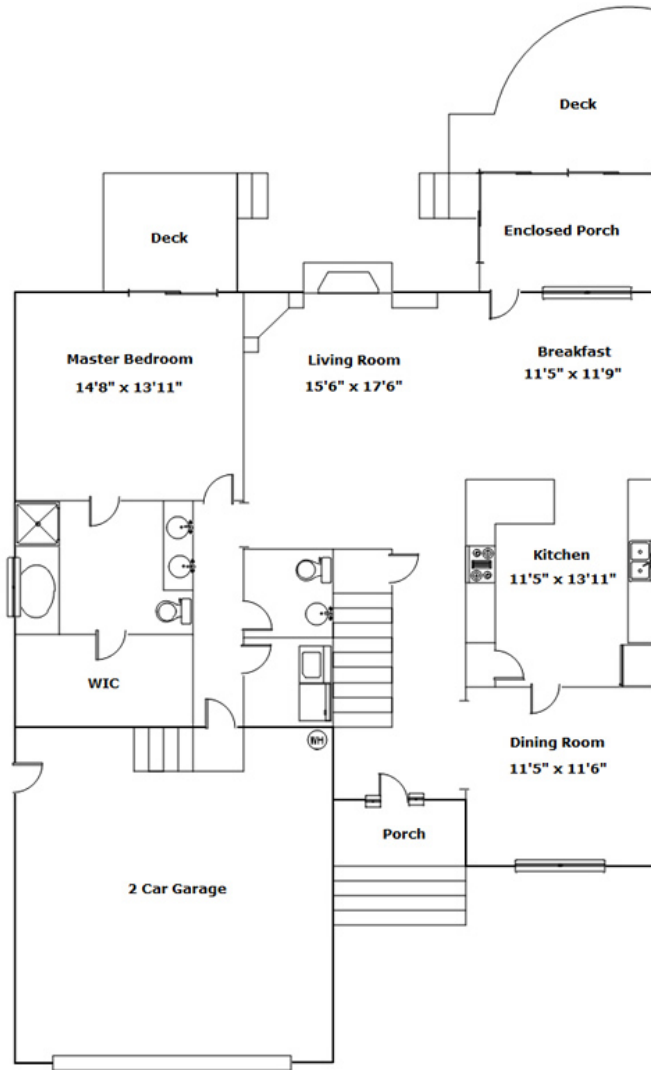 Deck
Deck
Enclosed Porch
Master Bedroom
14'8" x 13'11"
Living Room
15'6" x 17'6"
Breakfast
11'5" x 11'9"
Kitchen
11'5" x 13'11"
WIC
WH
Dining Room
11'5" x 11'6"
Porch
2 Car Garage